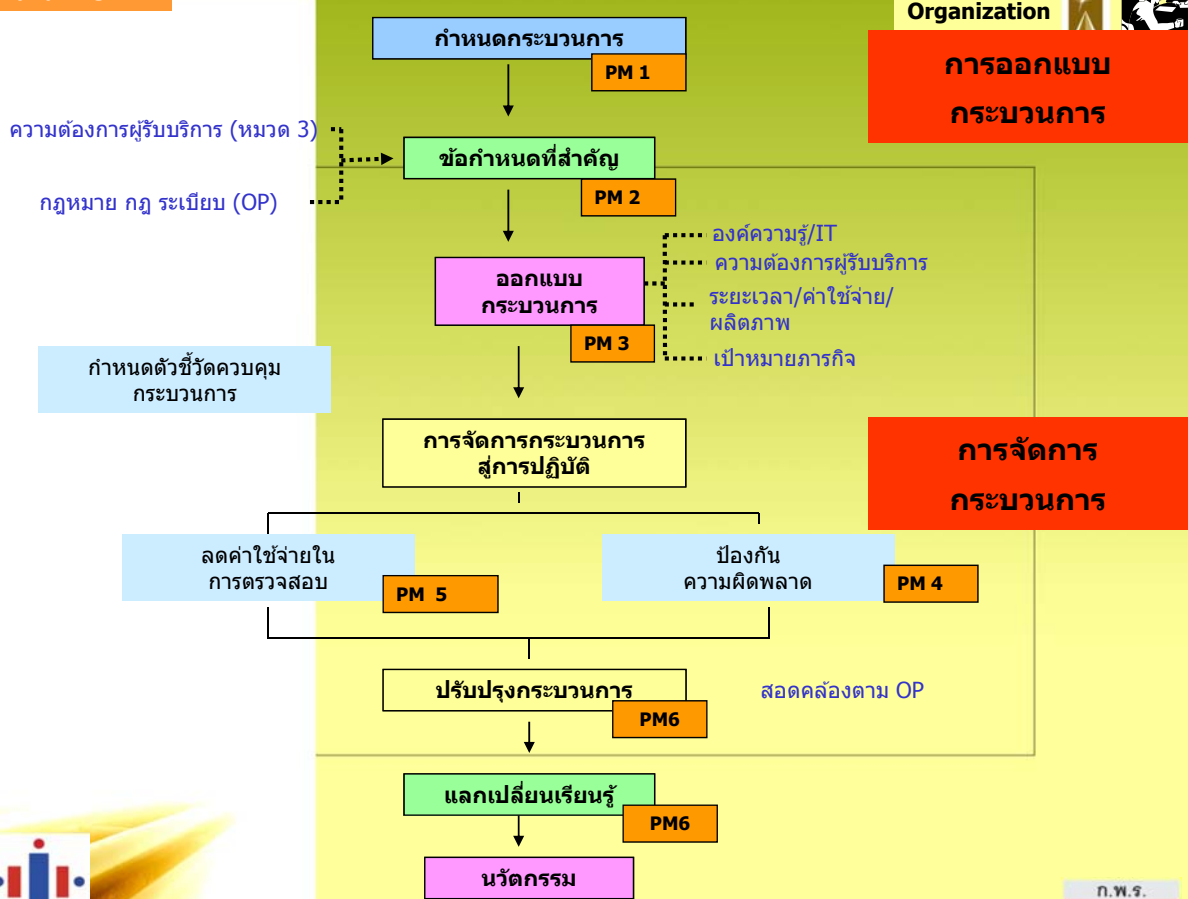 Organization
กำหนดกระบวนการ
PM 1
การออกแบบ
กระบวนการ
ความต้องการผู้รับบริการ (หมวด 3)
ข้อกำหนดที่สำคัญ
PM 2
กฎหมาย กฎ ระเบียบ (OP)
องค์ความรู้/IT
ความต้องการผู้รับบริการ
ออกแบบ
กระบวนการ
PM 3
ระยะเวลา/ค่าใช้จ่าย/
ผลิตภาพ
เป้าหมายภารกิจ
กำหนดตัวชี้วัดควบคุม
กระบวนการ
การจัดการกระบวนการ
สู่การปฏิบัติ
การจัดการ
กระบวนการ
ลดค่าใช้จ่ายใน
การตรวจสอบ
PM 5
ป้องกัน
ความผิดพลาด
PM 4
ปรับปรุงกระบวนการ
PM6
สอดคล้องตาม OP
แลกเปลี่ยนเรียนรู้
PM6
นวัตกรรม
ก.พ.ร.